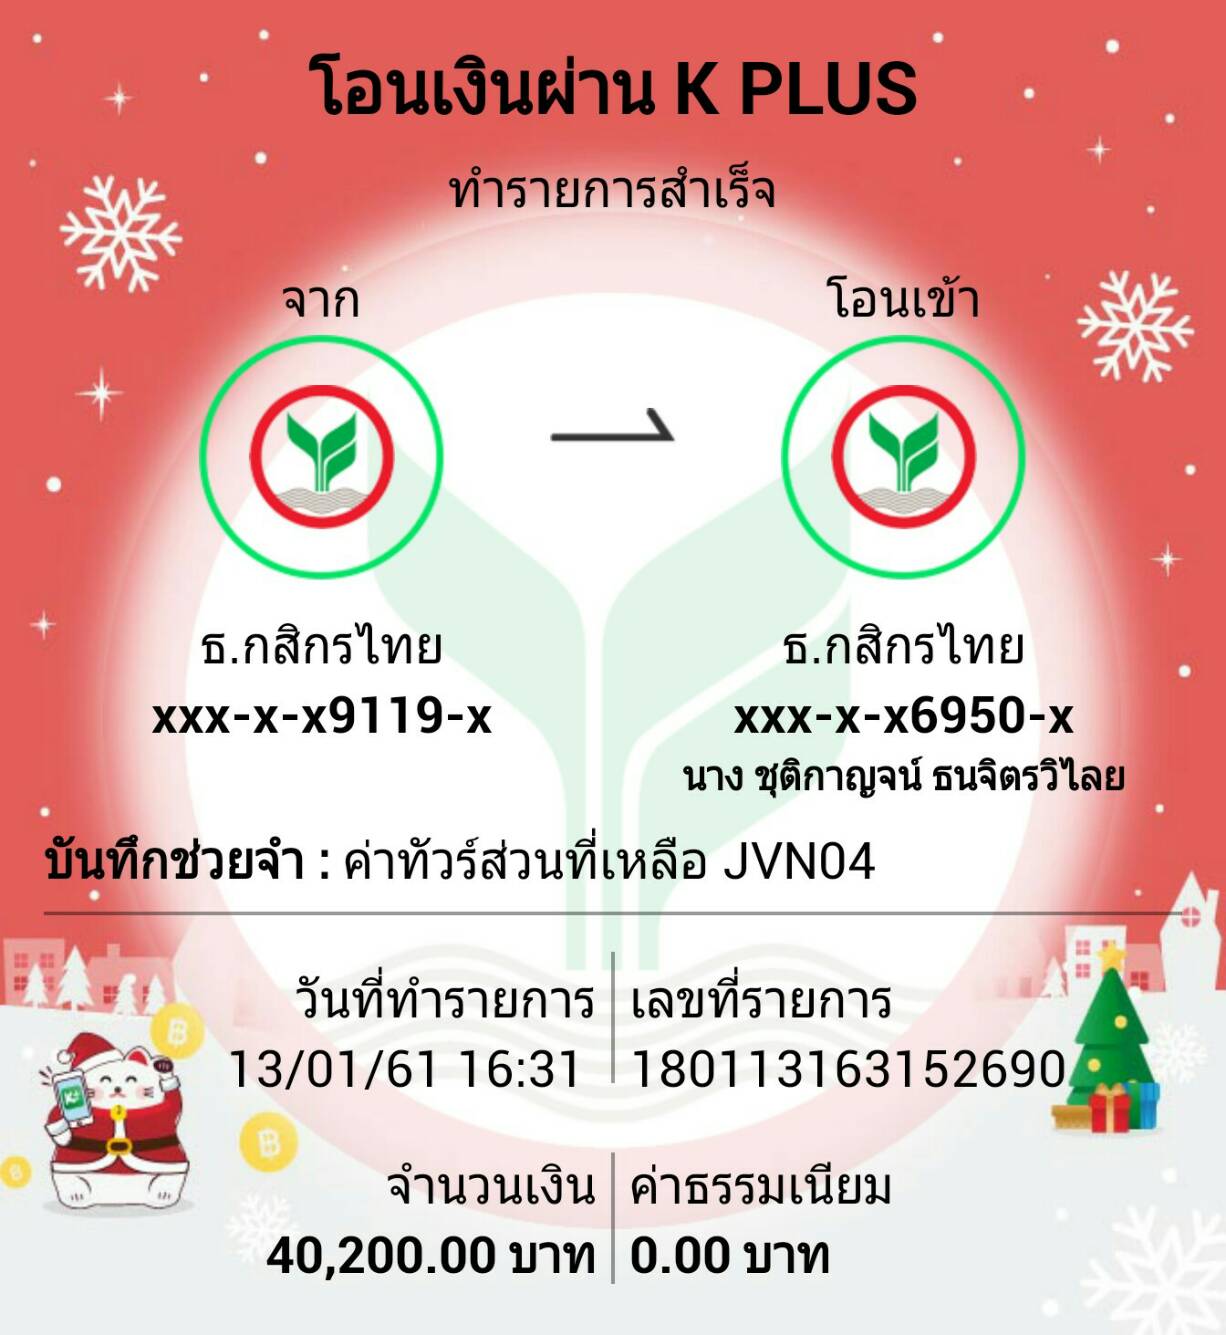 โอนเงินผ่าน K PLUS
ทำรายการสำเร็จ
จาก
โอนเข้า
ธ.กสิกรไทย
xxx-x-x9119-x
ธ.กสิกรไทย
xxx-x-x6950-x
นาง ชุติกาญจน์ ธนจิตรวิไลย
บันทึกช่วยจำ : ค่าทัวร์ส่วนที่เหลือ JVN04
วันที่ทำรายการ
13/01/61 16:31
เลขที่รายการ
180113163152690
จำนวนเงิน
40,200.00 บาท
ค่าธรรมเนียม
0.00 บาท
K+